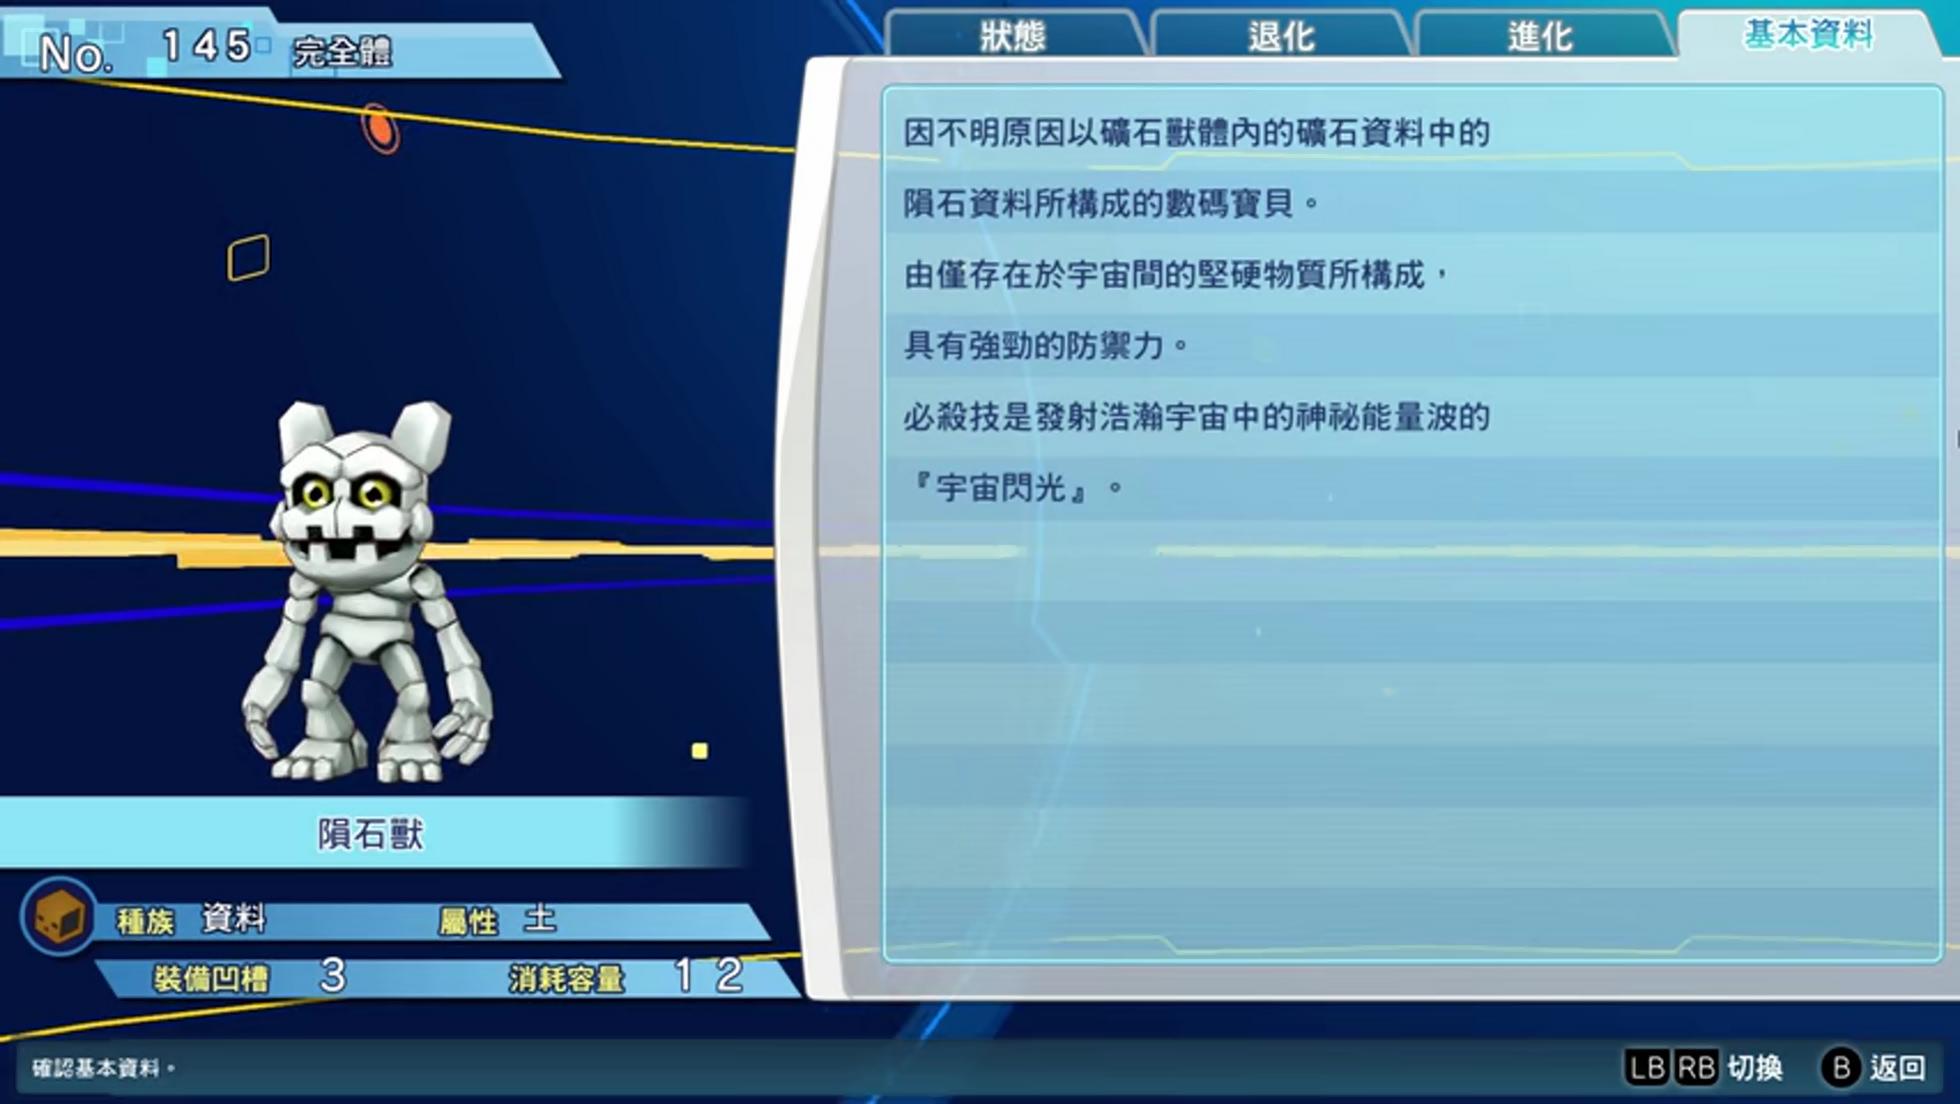 No. 145 完全體
狀態 退化 進化 基本資料
因不明原因以礦石獸體內的礦石資料中的
隕石資料所構成的數碼寶貝。
由僅存在於宇宙間的堅硬物質所構成，
具有強勁的防禦力。
必殺技是發射浩瀚宇宙中的神祕能量波的
『宇宙閃光』。
隕石獸
種族 資料 屬性 土
裝備凹槽 3 消耗容量 12
確認基本資料。
LB RB 切換 B 返回